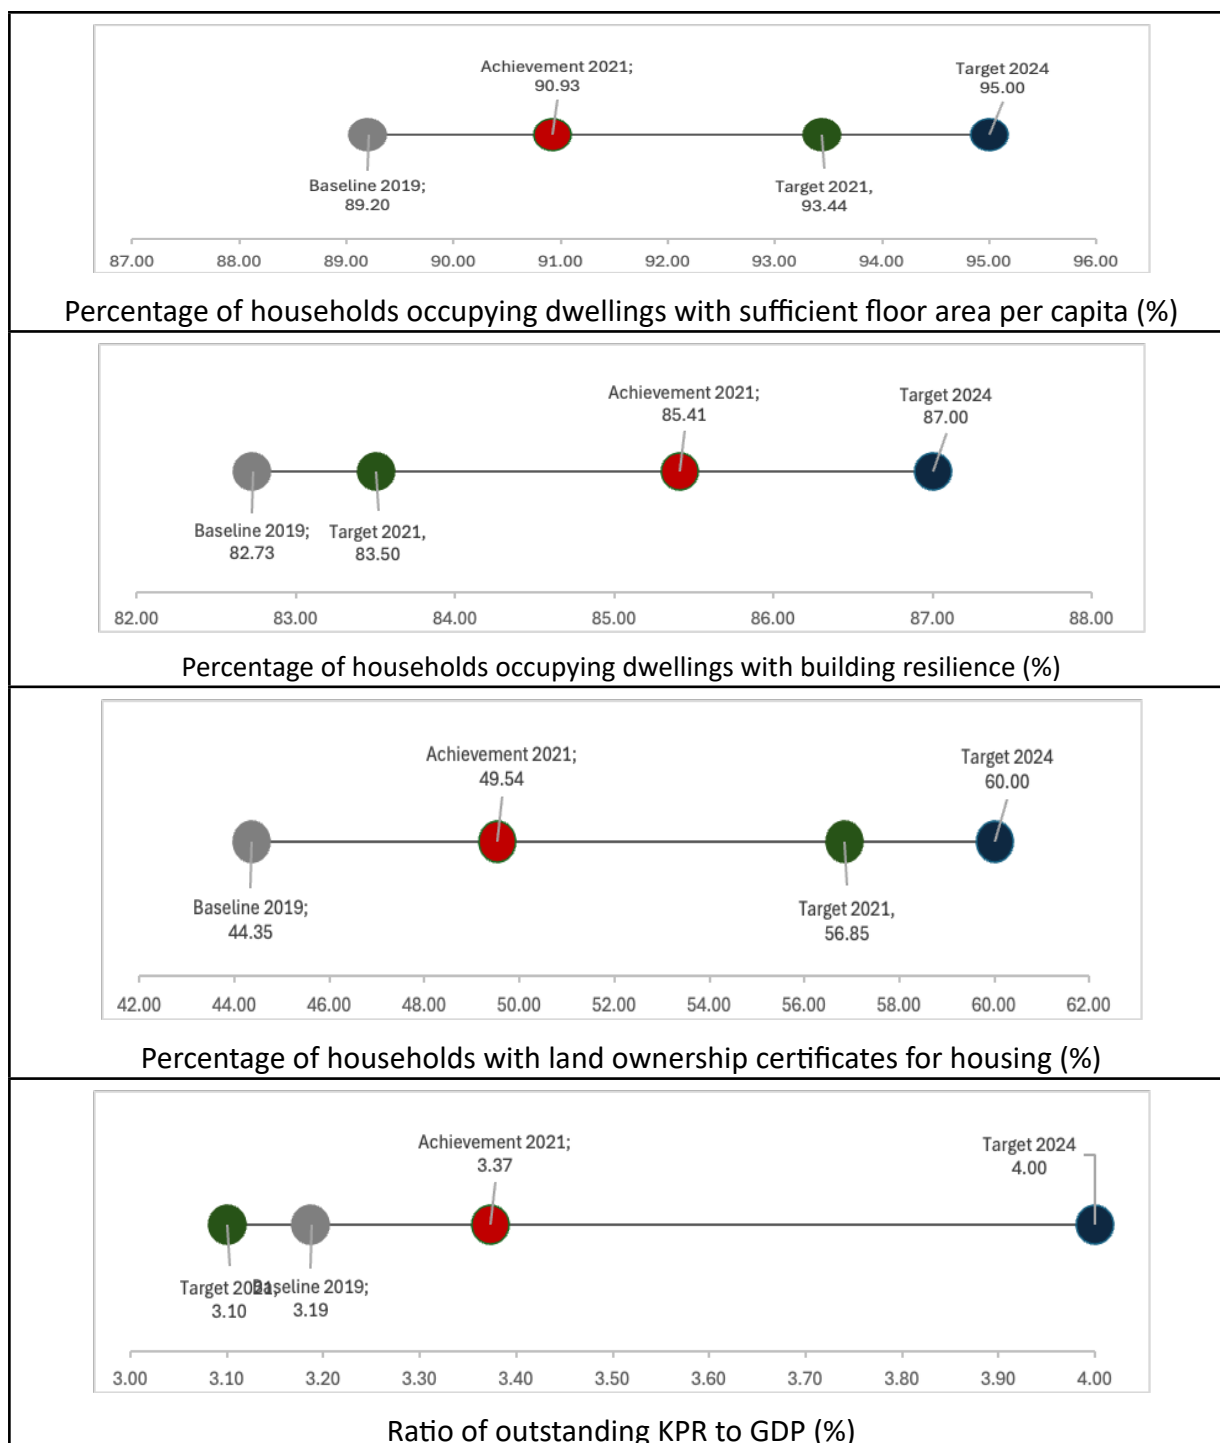 Achievement 2021;
90.93
Target 2024
95.00
Baseline 2019;
89.20
Target 2021,
93.44
87.00 88.00 89.00 90.00 91.00 92.00 93.00 94.00 95.00 96.00
Percentage of households occupying dwellings with sufficient floor area per capita (%)
Achievement 2021;
85.41
Target 2024
87.00
Baseline 2019;
82.73
Target 2021,
83.50
82.00 83.00 84.00 85.00 86.00 87.00 88.00
Percentage of households occupying dwellings with building resilience (%)
Achievement 2021;
49.54
Target 2024
60.00
Baseline 2019;
44.35
Target 2021,
56.85
42.00 44.00 46.00 48.00 50.00 52.00 54.00 56.00 58.00 60.00 62.00
Percentage of households with land ownership certificates for housing (%)
Achievement 2021;
3.37
Target 2024
4.00
Target 2021,
3.10
Baseline 2019;
3.19
3.00 3.10 3.20 3.30 3.40 3.50 3.60 3.70 3.80 3.90 4.00
Ratio of outstanding KPR to GDP (%)